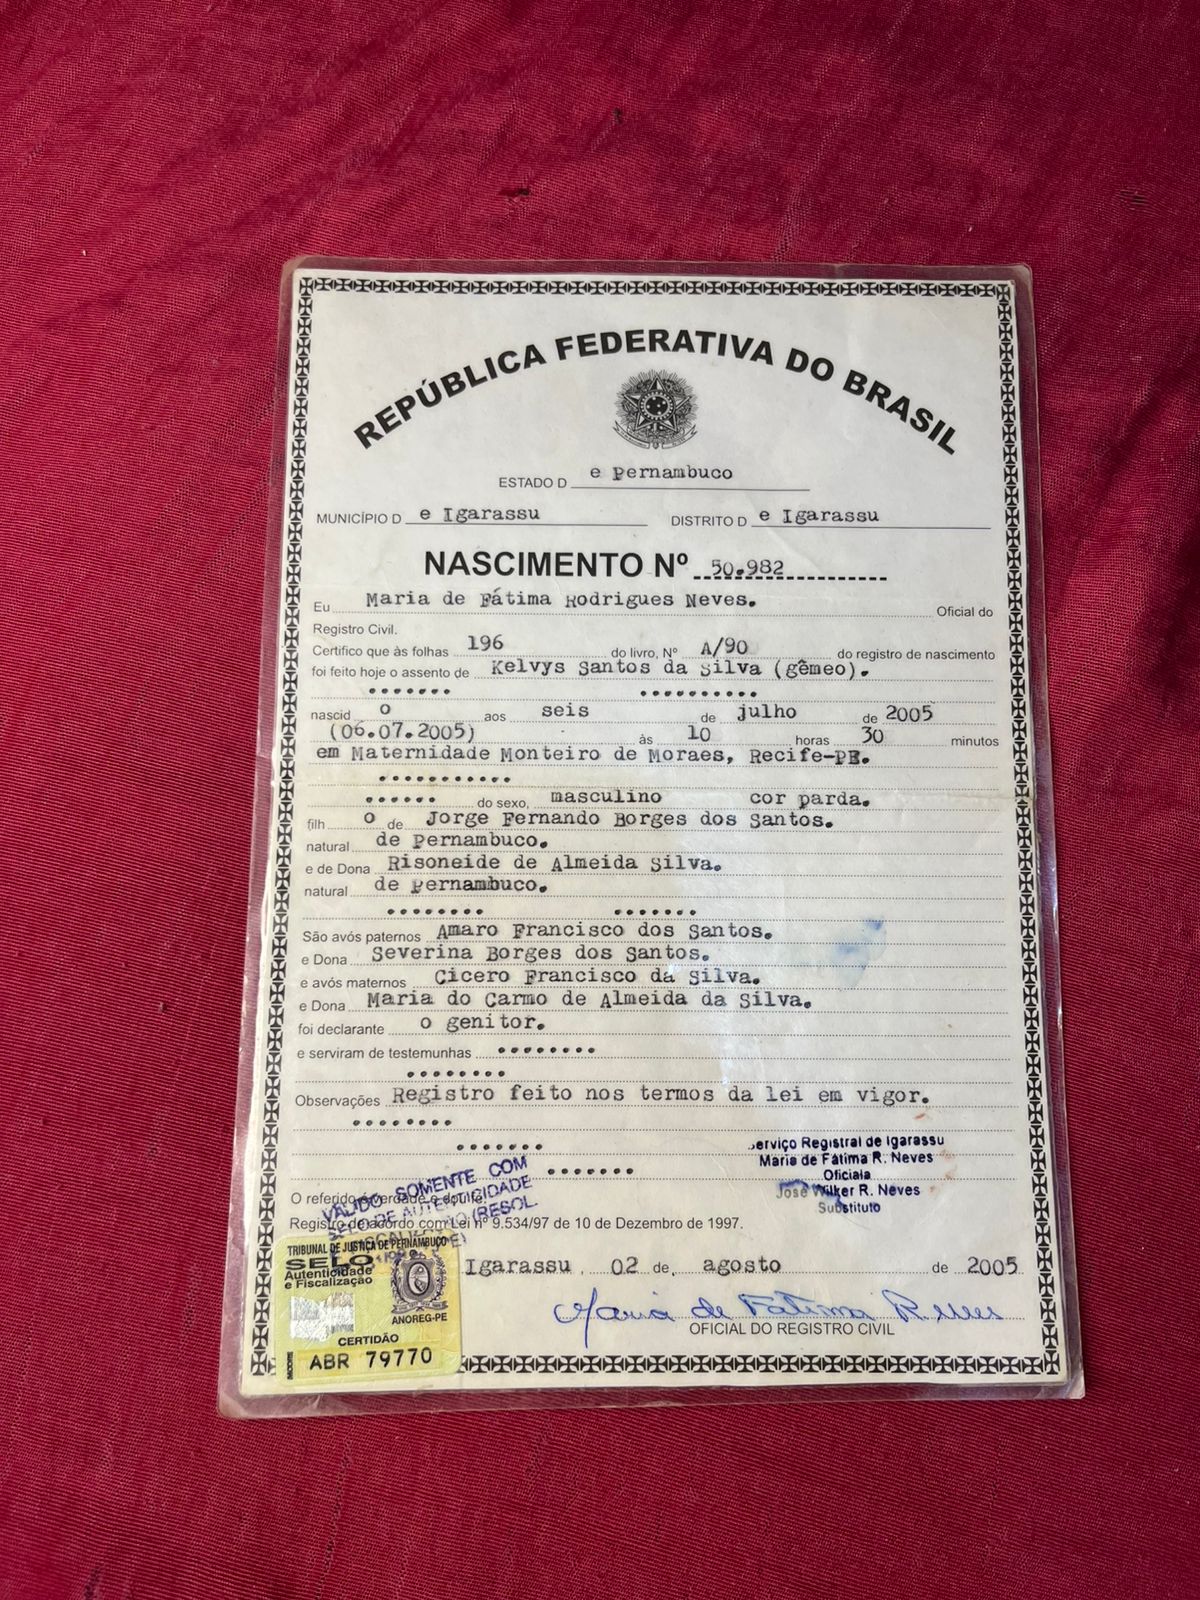 REPÚBLICA FEDERATIVA DO BRASIL
ESTADO D e Pernambuco
MUNICÍPIO D e Igarassu DISTRITO D e Igarassu
NASCIMENTO Nº 50.982
Eu Maria de Fátima Rodrigues Neves. Oficial do
Registro Civil.
Certifico que às folhas 196 do livro, Nº A/90 do registro de nascimento
foi feito hoje o assento de Kelvys Santos da Silva (gêmeo).
nascid o aos seis de julho de 2005
(06.07.2005) às 10 horas 30 minutos
em Maternidade Monteiro de Moraes, Recife-PE.
do sexo, masculino cor parda.
filh o de Jorge Fernando Borges dos Santos.
natural de Pernambuco.
e de Dona Risoneide de Almeida Silva.
natural de Pernambuco.
São avós paternos Amaro Francisco dos Santos.
e Dona Severina Borges dos Santos.
e avós maternos Cicero Francisco da Silva.
e Dona Maria do Carmo de Almeida da Silva.
foi declarante o genitor.
e serviram de testemunhas
Observações Registro feito nos termos da lei em vigor.
Serviço Registral de Igarassu
Maria de Fátima R. Neves
Oficiala
José Wilker R. Neves
Substituto
VÁLIDO SOMENTE COM
SELO DE AUTENTICIDADE
(RESOL.
O referido é verdade e dou fé.
Registro de acordo com Lei nº 9.534/97 de 10 de Dezembro de 1997.
TRIBUNAL DE JUSTIÇA DE PERNAMBUCO
SELO
Autenticidade
e Fiscalização
ANOREG-PE
CERTIDÃO
ABR 79770
MOORE
Igarassu, 02 de, agosto de 2005
Maria de Fátima R. Neves
OFICIAL DO REGISTRO CIVIL